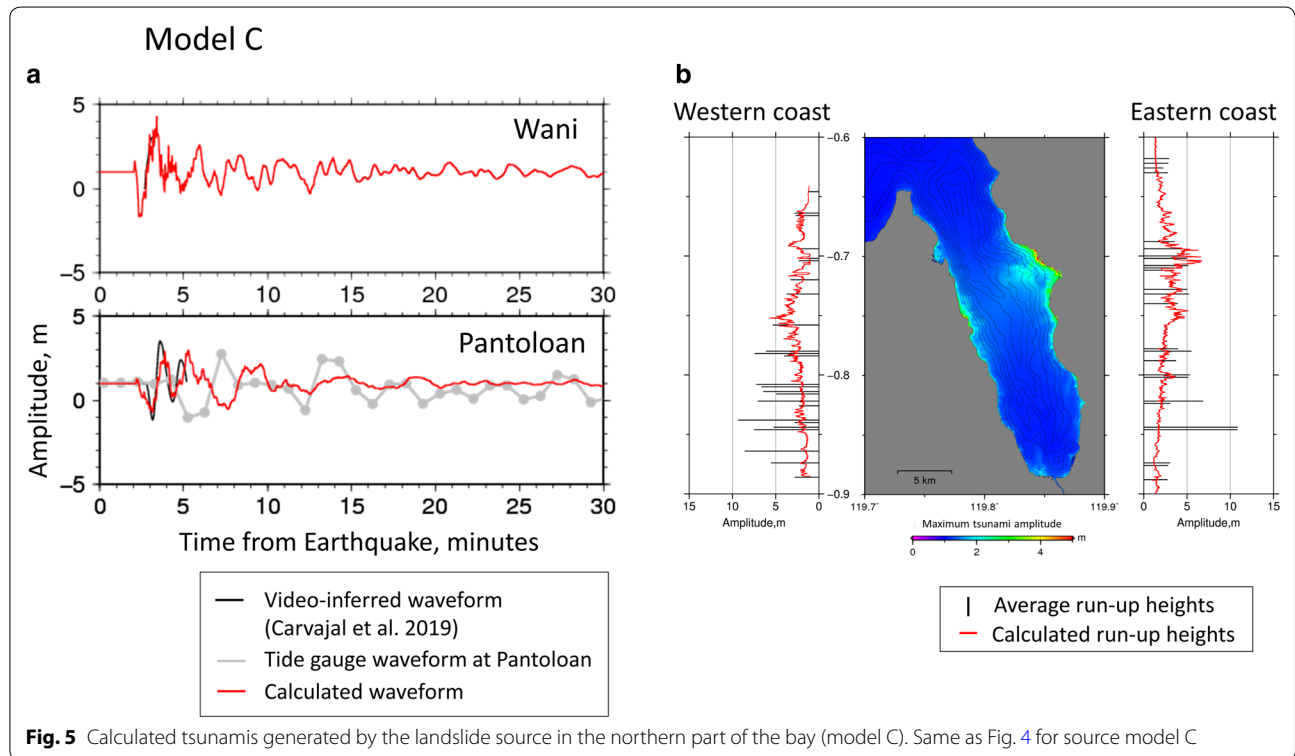 Model C
a
Wani
5
0
−5
0 5 10 15 20 25 30
Pantoloan
5
0
−5
0 5 10 15 20 25 30
Amplitude, m
Time from Earthquake, minutes
Video-inferred waveform
(Carvajal et al. 2019)
Tide gauge waveform at Pantoloan
Calculated waveform
b
Western coast
Eastern coast
−0.6
−0.7
−0.8
−0.9
15 10 5 0
Amplitude,m
5 km
119.7˚ 119.8˚ 119.9˚
0 5 10 15
Amplitude,m
Maximum tsunami amplitude
m
0 2 4
Average run-up heights
Calculated run-up heights
Fig. 5 Calculated tsunamis generated by the landslide source in the northern part of the bay (model C). Same as Fig. 4 for source model C